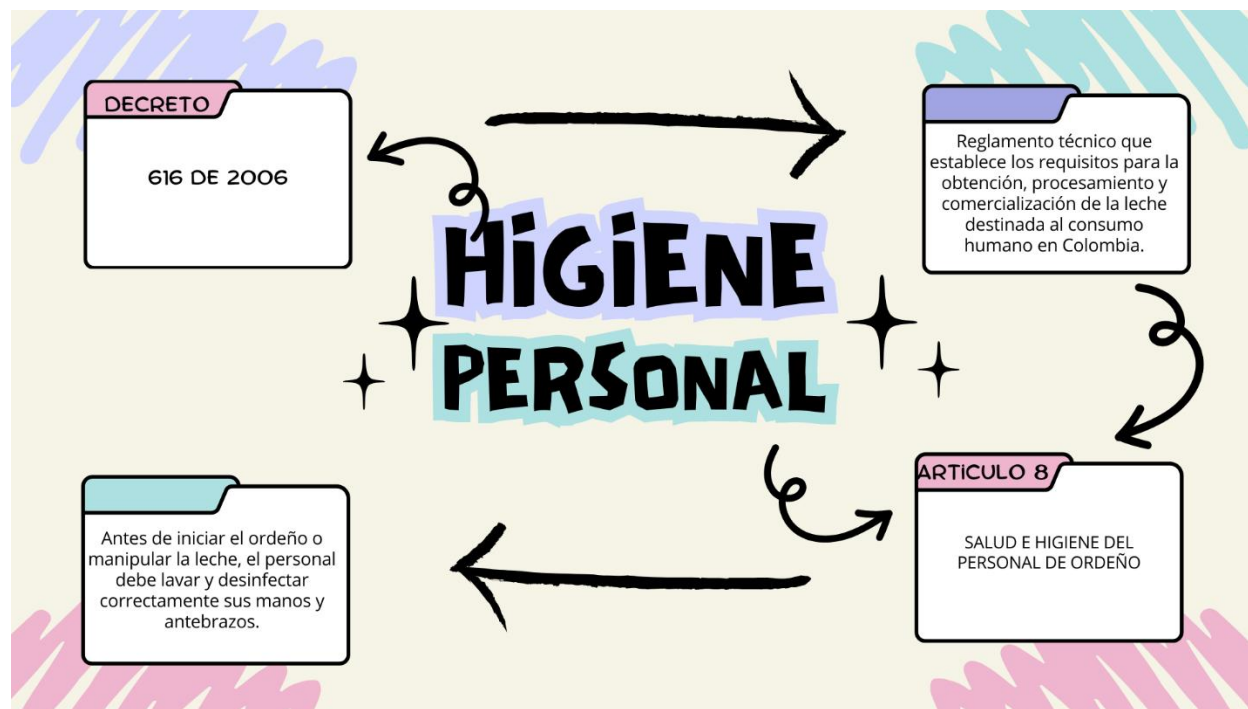 DECRETO
616 DE 2006
Reglamento técnico que
establece los requisitos para la
obtención, procesamiento y
comercialización de la leche
destinada al consumo
humano en Colombia.
HiGiENE
PERSONAL
ARTiCULO 8
SALUD E HIGIENE DEL
PERSONAL DE ORDEÑO
Antes de iniciar el ordeño o
manipular la leche, el personal
debe lavar y desinfectar
correctamente sus manos y
antebrazos.